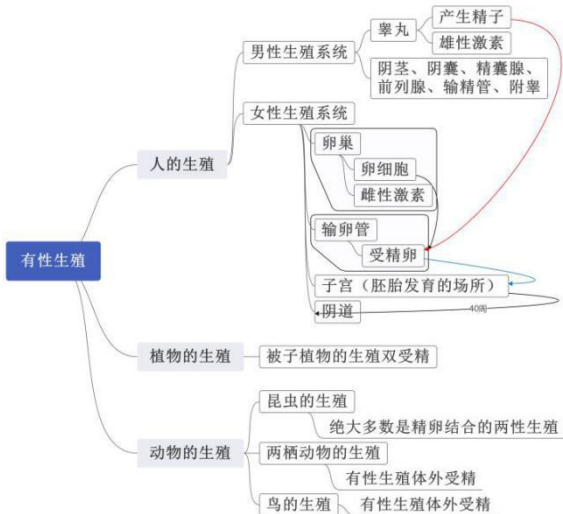 有性生殖
人的生殖
男性生殖系统
睾丸
产生精子
雄性激素
阴茎、阴囊、精囊腺、
前列腺、输精管、附睾
女性生殖系统
卵巢
卵细胞
雌性激素
输卵管
受精卵
子宫（胚胎发育的场所）
阴道
40周
植物的生殖
被子植物的生殖双受精
动物的生殖
昆虫的生殖
绝大多数是精卵结合的两性生殖
两栖动物的生殖
有性生殖体外受精
鸟的生殖
有性生殖体外受精